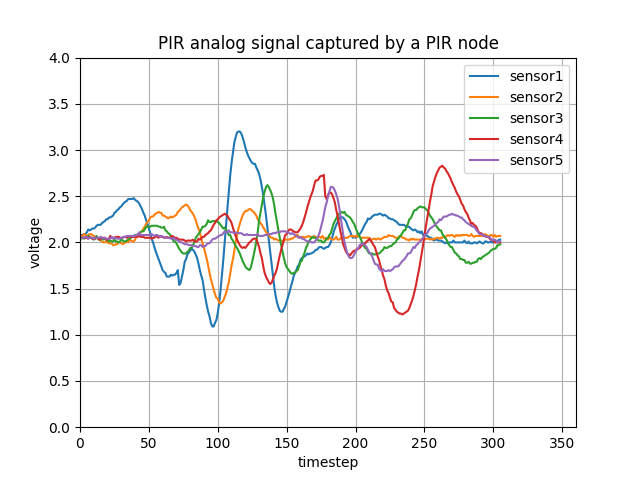 PIR analog signal captured by a PIR node
4.0
3.5
3.0
2.5
2.0
1.5
1.0
0.5
0.0
voltage
sensor1
sensor2
sensor3
sensor4
sensor5
0 50 100 150 200 250 300 350
timestep